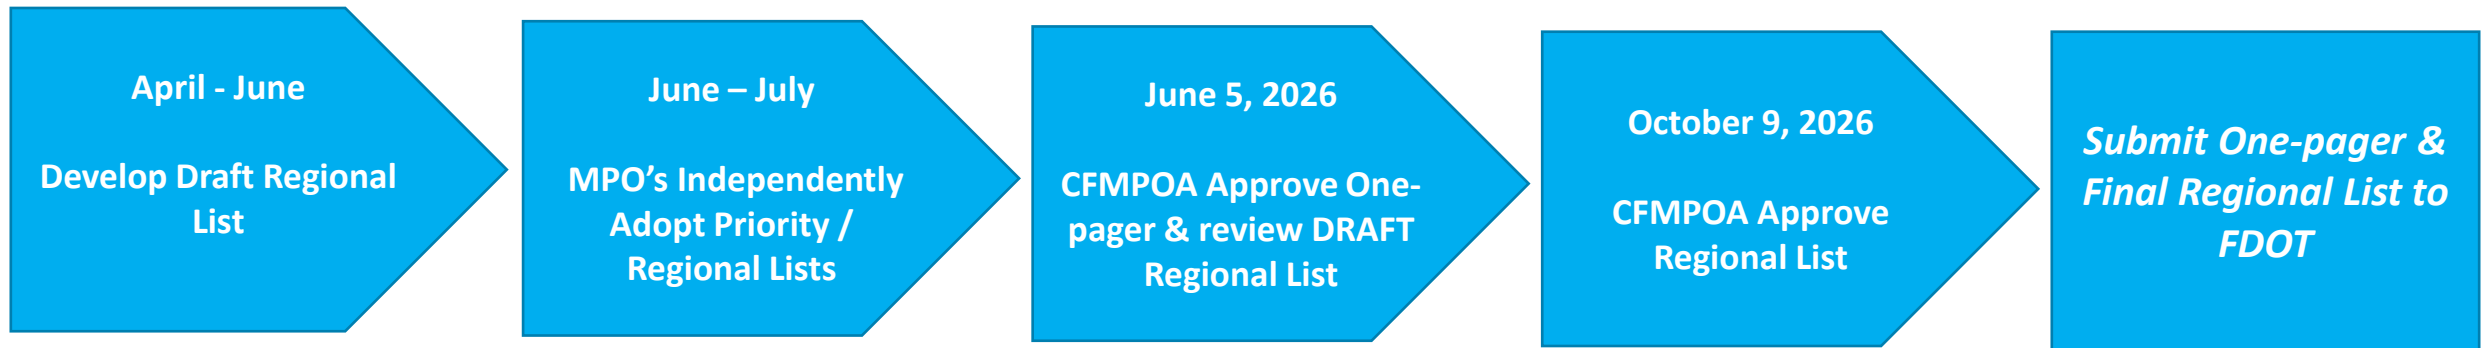 April - June
Develop Draft Regional
List
June – July
MPO’s Independently
Adopt Priority /
Regional Lists
June 5, 2026
CFMPOA Approve One-
pager & review DRAFT
Regional List
October 9, 2026
CFMPOA Approve
Regional List
Submit One-pager &
Final Regional List to
FDOT